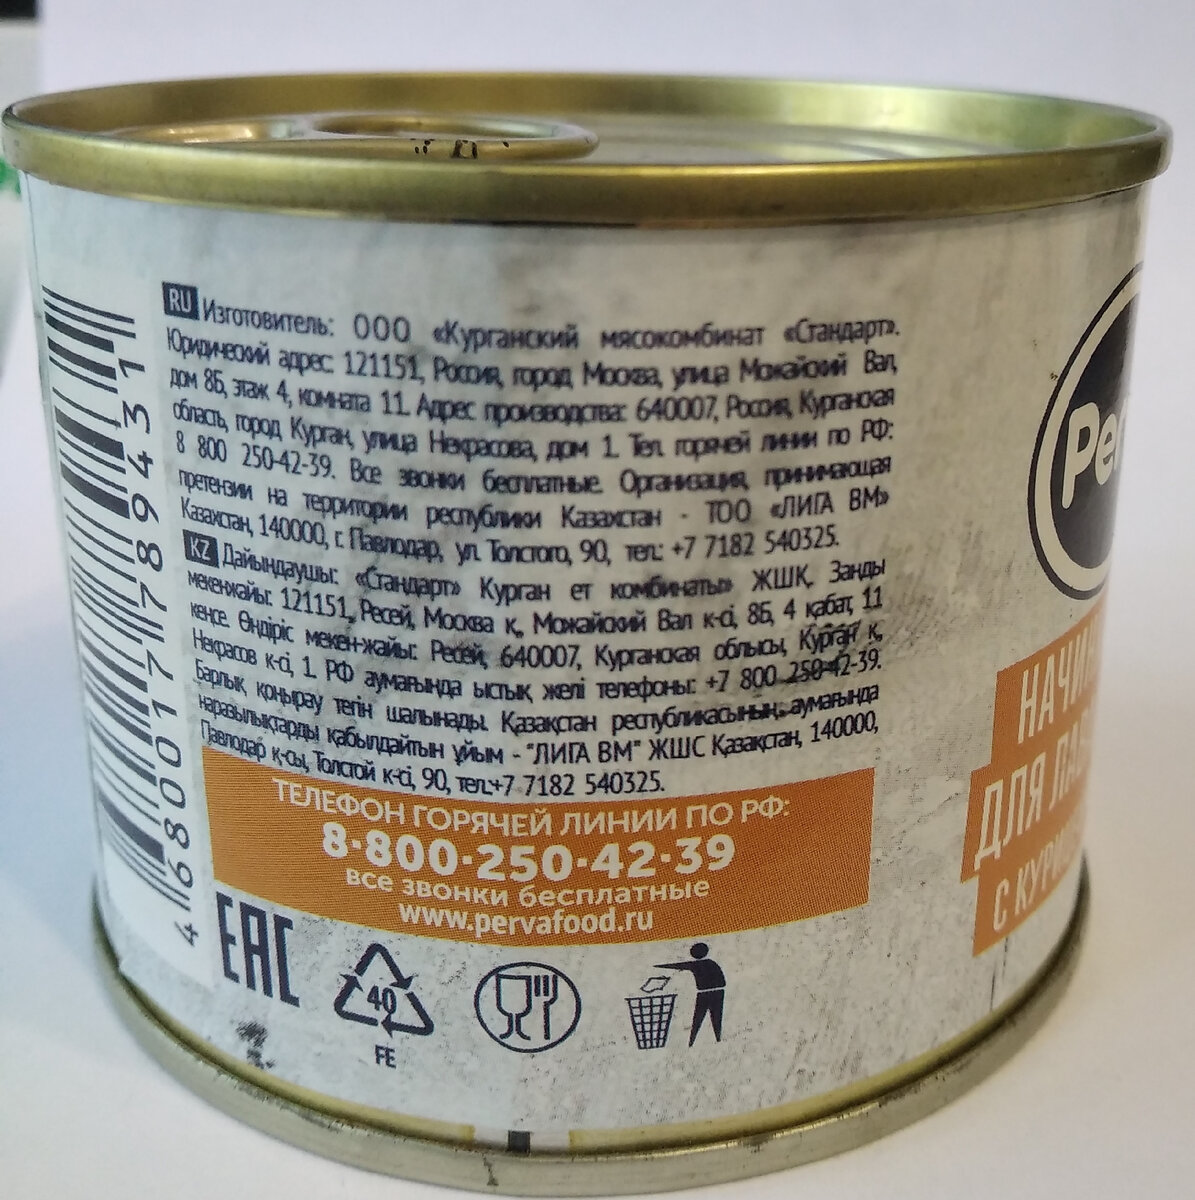 RU Изготовитель: ООО «Курганский мясокомбинат «Стандарт».
Юридический адрес: 121151, Россия, город Москва, улица Можайский Вал,
дом 8Б, этаж 4, комната 11. Адрес производства: 640007, Россия, Курганская
область, город Курган, улица Некрасова, дом 1. Тел. горячей линии по РФ:
8 800 250-42-39. Все звонки бесплатные. Организация, принимающая
претензии на территории республики Казахстан - ТОО «ЛИГА ВМ»
Казахстан, 140000, г. Павлодар, ул. Толстого, 90, тел.: +7 7182 540325.
KZ Дайындаушы: «Стандарт» Курган ет комбинаты» ЖШҚ. Заңды
мекенжайы: 121151, Ресей, Москва қ., Можайский Вал к-сі, 8Б, 4 қабат, 11
кеңсе. Өндіріс мекен-жайы: Ресей, 640007, Курганская облысы, Курган қ.,
Некрасов к-сі, 1. РФ аумағында ыстық желі телефоны: +7 800 250-42-39.
Барлық қоңырау тегін шалынады. Қазақстан республикасының аумағында
наразылықтарды қабылдайтын ұйым - "ЛИГА ВМ" ЖШС Қазақстан, 140000,
Павлодар қ-сы, Толстой к-сі, 90, тел.:+7 7182 540325.
ТЕЛЕФОН ГОРЯЧЕЙ ЛИНИИ ПО РФ:
8-800-250-42-39
все звонки бесплатные
www.pervafood.ru
4 680017 789431
EAC
40
FE
Per
НАЧИН
ДЛЯ ЛАВ
С КУРИ